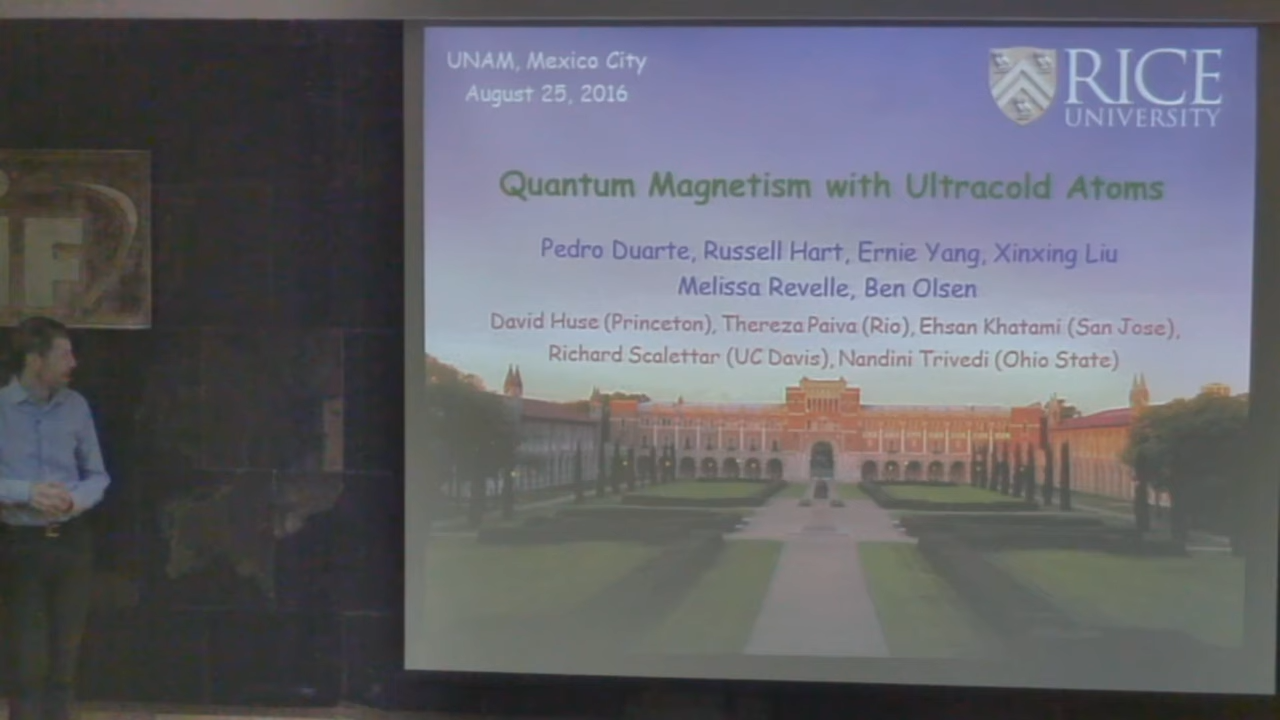 UNAM, Mexico City
August 25, 2016
RICE
UNIVERSITY
Quantum Magnetism with Ultracold Atoms
Pedro Duarte, Russell Hart, Ernie Yang, Xinxing Liu
Melissa Revelle, Ben Olsen
David Huse (Princeton), Thereza Paiva (Rio), Ehsan Khatami (San Jose),
Richard Scalettar (UC Davis), Nandini Trivedi (Ohio State)
iF